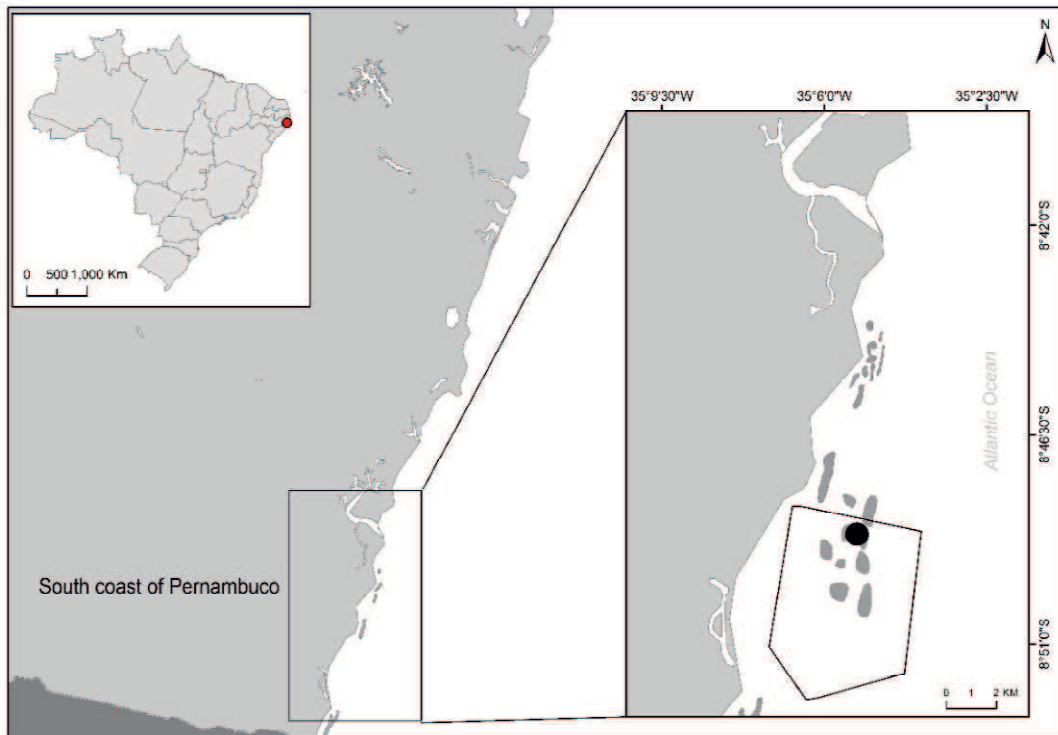 N
35°9'30"W
35°6'0"W
35°2'30"W
8°42'0"S
0 500 1,000 Km
Atlantic Ocean
8°46'30"S
South coast of Pernambuco
8°51'0"S
0 1 2 KM